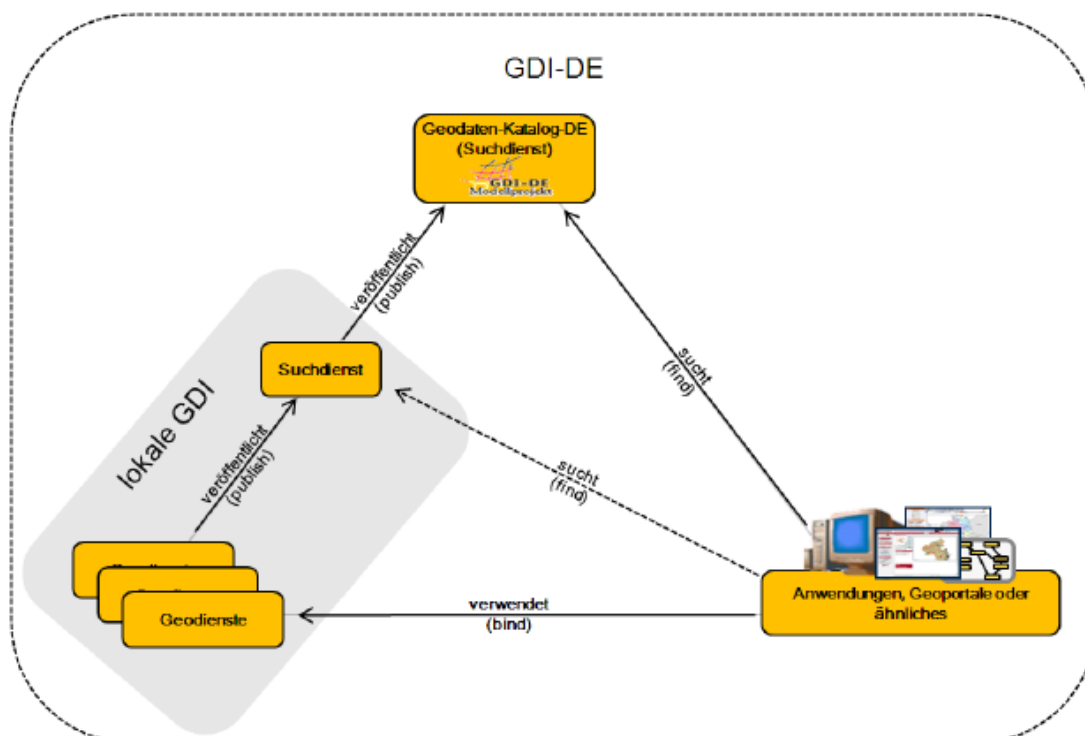 GDI-DE
Geodaten-Katalog-DE
(Suchdienst)
GDI-DE
Modellprojekt
veröffentlicht
(publish)
Suchdienst
sucht
(find)
lokale GDI
veröffentlicht
(publish)
sucht
(find)
Geodienste
verwendet
(bind)
Anwendungen, Geoportale oder
ähnliches